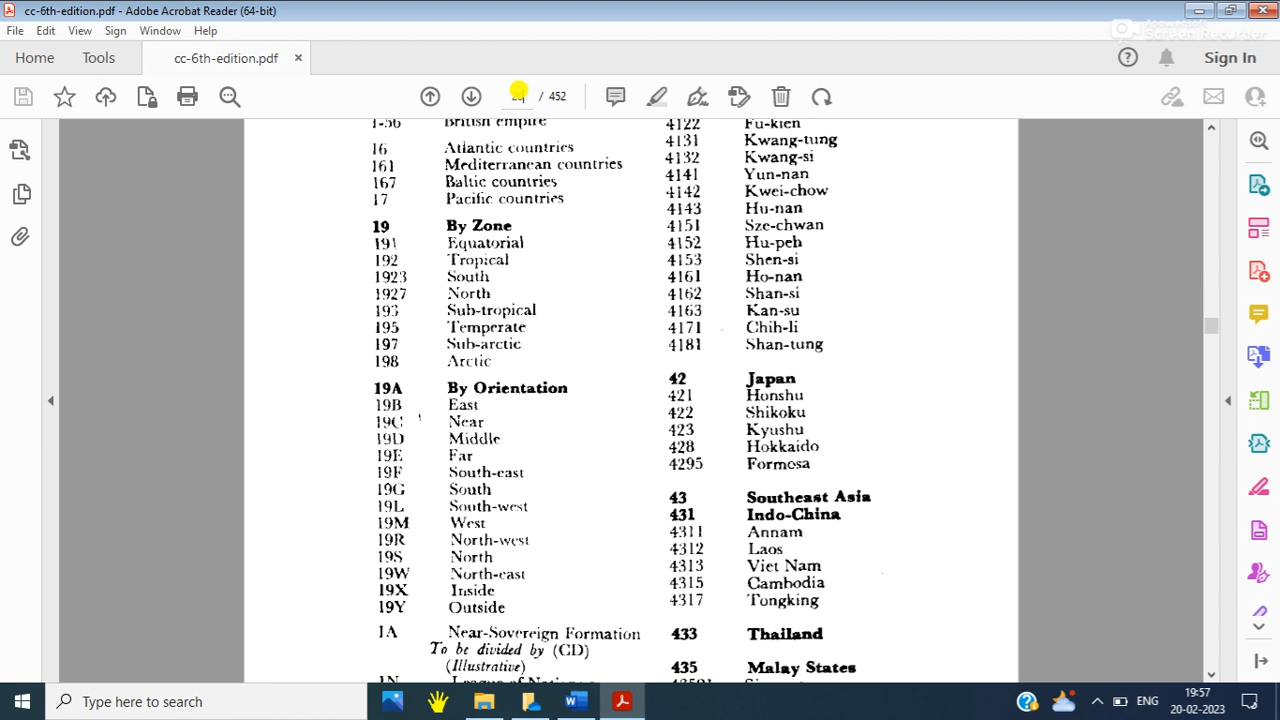 cc-6th-edition.pdf - Adobe Acrobat Reader (64-bit)
File Edit View Sign Window Help
Screen Recorder
Home Tools cc-6th-edition.pdf × Sign In
/ 452
1-56 British empire
16 Atlantic countries
161 Mediterranean countries
167 Baltic countries
17 Pacific countries
19 By Zone
191 Equatorial
192 Tropical
1923 South
1927 North
193 Sub-tropical
195 Temperate
197 Sub-arctic
198 Arctic
19A By Orientation
19B East
19C Near
19D Middle
19E Far
19F South-east
19G South
19L South-west
19M West
19R North-west
19S North
19W North-east
19X Inside
19Y Outside
1A Near-Sovereign Formation
To be divided by (CD)
(Illustrative)
1N League of Nations
4122 Fu-kien
4131 Kwang-tung
4132 Kwang-si
4141 Yun-nan
4142 Kwei-chow
4143 Hu-nan
4151 Sze-chwan
4152 Hu-peh
4153 Shen-si
4161 Ho-nan
4162 Shan-si
4163 Kan-su
4171 Chih-li
4181 Shan-tung
42 Japan
421 Honshu
422 Shikoku
423 Kyushu
428 Hokkaido
4295 Formosa
43 Southeast Asia
431 Indo-China
4311 Annam
4312 Laos
4313 Viet Nam
4315 Cambodia
4317 Tongking
433 Thailand
435 Malay States
Type here to search
ENG
19:57
20-02-2023